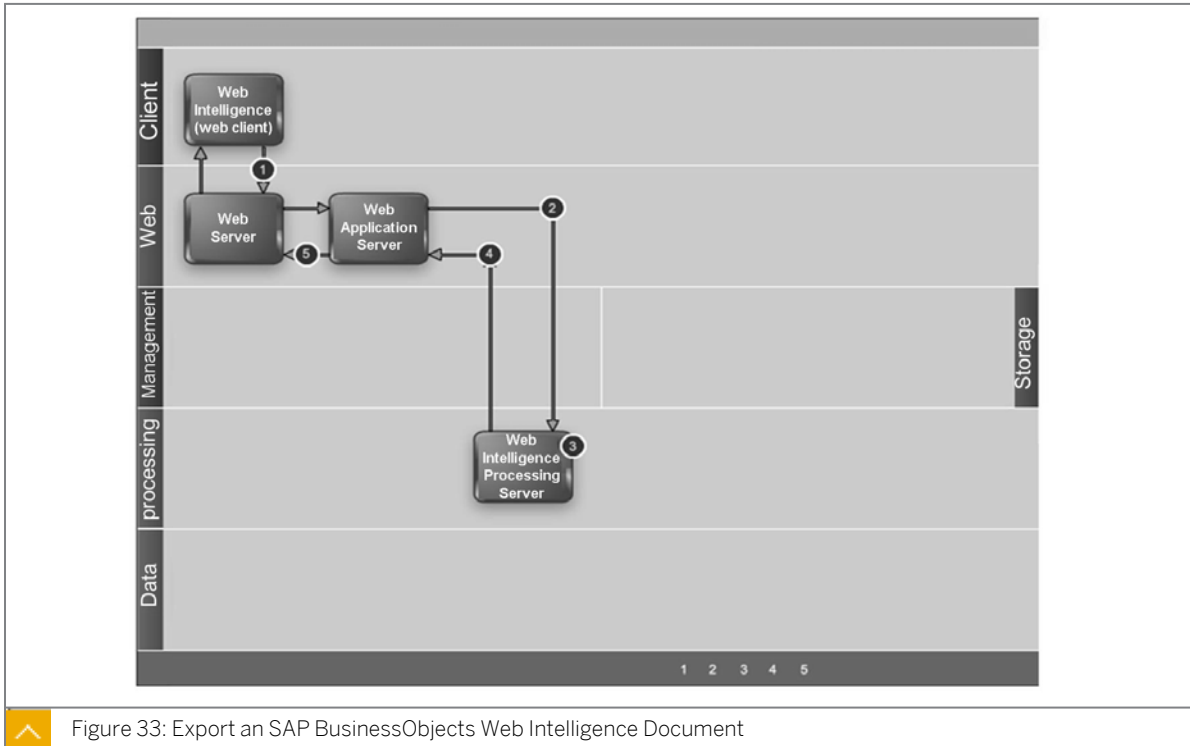 Client
Web
Intelligence
(web client)
1
Web
Web
Server
Web
Application
Server
2
5
4
Management
Storage
processing
Web
Intelligence
Processing
Server
3
Data
1 2 3 4 5
Figure 33: Export an SAP BusinessObjects Web Intelligence Document